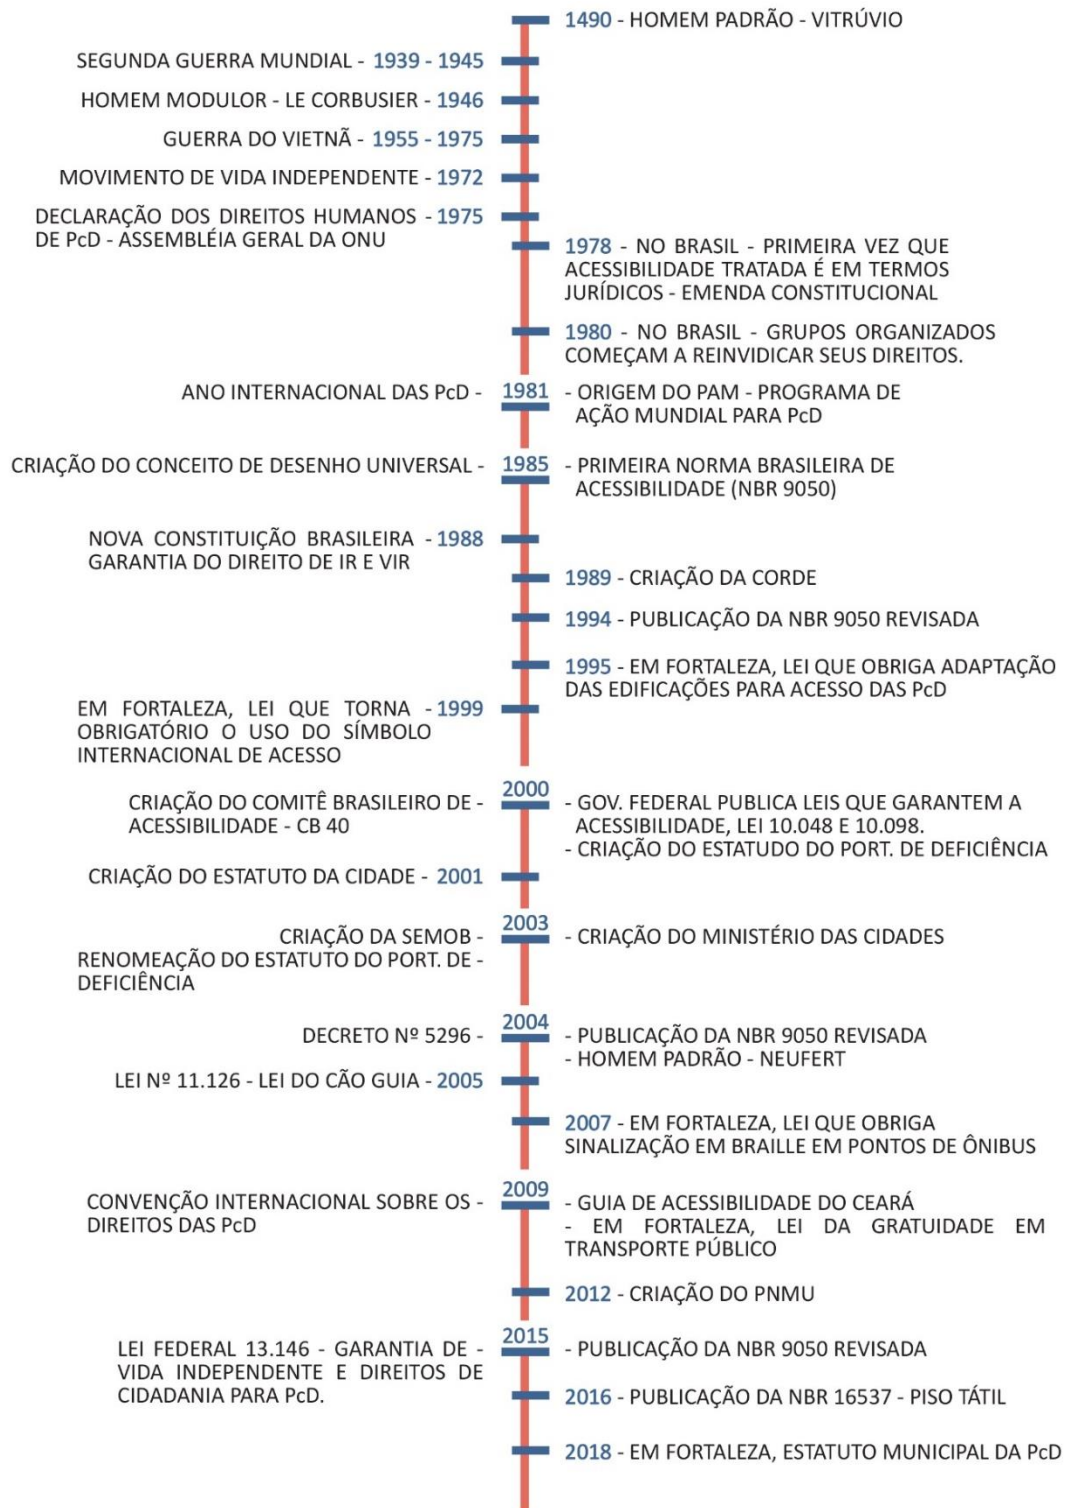 1490 - HOMEM PADRÃO - VITRÚVIO
SEGUNDA GUERRA MUNDIAL - 1939 - 1945
HOMEM MODULOR - LE CORBUSIER - 1946
GUERRA DO VIETNÃ - 1955 - 1975
MOVIMENTO DE VIDA INDEPENDENTE - 1972
DECLARAÇÃO DOS DIREITOS HUMANOS - 1975
DE PcD - ASSEMBLÉIA GERAL DA ONU
1978 - NO BRASIL - PRIMEIRA VEZ QUE
ACESSIBILIDADE TRATADA É EM TERMOS
JURÍDICOS - EMENDA CONSTITUCIONAL
1980 - NO BRASIL - GRUPOS ORGANIZADOS
COMEÇAM A REINVIDICAR SEUS DIREITOS.
ANO INTERNACIONAL DAS PcD - 1981 - ORIGEM DO PAM - PROGRAMA DE
AÇÃO MUNDIAL PARA PcD
CRIAÇÃO DO CONCEITO DE DESENHO UNIVERSAL - 1985 - PRIMEIRA NORMA BRASILEIRA DE
ACESSIBILIDADE (NBR 9050)
NOVA CONSTITUIÇÃO BRASILEIRA - 1988
GARANTIA DO DIREITO DE IR E VIR
1989 - CRIAÇÃO DA CORDE
1994 - PUBLICAÇÃO DA NBR 9050 REVISADA
1995 - EM FORTALEZA, LEI QUE OBRIGA ADAPTAÇÃO
DAS EDIFICAÇÕES PARA ACESSO DAS PcD
EM FORTALEZA, LEI QUE TORNA - 1999
OBRIGATÓRIO O USO DO SÍMBOLO
INTERNACIONAL DE ACESSO
2000
CRIAÇÃO DO COMITÊ BRASILEIRO DE -
ACESSIBILIDADE - CB 40
- GOV. FEDERAL PUBLICA LEIS QUE GARANTEM A
ACESSIBILIDADE, LEI 10.048 E 10.098.
- CRIAÇÃO DO ESTATUDO DO PORT. DE DEFICIÊNCIA
CRIAÇÃO DO ESTATUTO DA CIDADE - 2001
2003
CRIAÇÃO DA SEMOB -
RENOMEAÇÃO DO ESTATUTO DO PORT. DE -
DEFICIÊNCIA
- CRIAÇÃO DO MINISTÉRIO DAS CIDADES
2004
DECRETO Nº 5296 -
- PUBLICAÇÃO DA NBR 9050 REVISADA
- HOMEM PADRÃO - NEUFERT
LEI Nº 11.126 - LEI DO CÃO GUIA - 2005
2007 - EM FORTALEZA, LEI QUE OBRIGA
SINALIZAÇÃO EM BRAILLE EM PONTOS DE ÔNIBUS
2009
CONVENÇÃO INTERNACIONAL SOBRE OS -
DIREITOS DAS PcD
- GUIA DE ACESSIBILIDADE DO CEARÁ
- EM FORTALEZA, LEI DA GRATUIDADE EM
TRANSPORTE PÚBLICO
2012 - CRIAÇÃO DO PNMU
2015
LEI FEDERAL 13.146 - GARANTIA DE -
VIDA INDEPENDENTE E DIREITOS DE
CIDADANIA PARA PcD.
- PUBLICAÇÃO DA NBR 9050 REVISADA
2016 - PUBLICAÇÃO DA NBR 16537 - PISO TÁTIL
2018 - EM FORTALEZA, ESTATUTO MUNICIPAL DA PcD